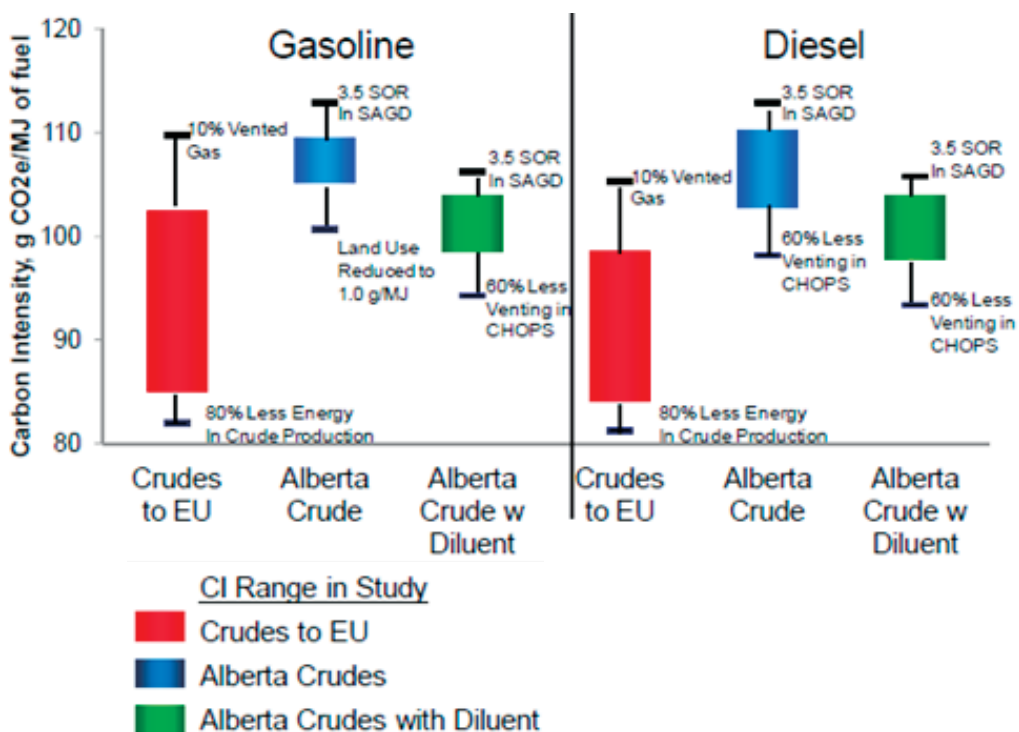 Carbon Intensity, g CO2e/MJ of fuel
120
110
100
90
80
Gasoline
10% Vented
Gas
80% Less Energy
In Crude Production
3.5 SOR
In SAGD
Land Use
Reduced to
1.0 g/MJ
3.5 SOR
In SAGD
60% Less
Venting in
CHOPS
Diesel
10% Vented
Gas
80% Less Energy
In Crude Production
3.5 SOR
In SAGD
60% Less
Venting in
CHOPS
3.5 SOR
In SAGD
60% Less
Venting in
CHOPS
Crudes
to EU
Alberta
Crude
Alberta
Crude w
Diluent
Crudes
to EU
Alberta
Crude
Alberta
Crude w
Diluent
CI Range in Study
Crudes to EU
Alberta Crudes
Alberta Crudes with Diluent